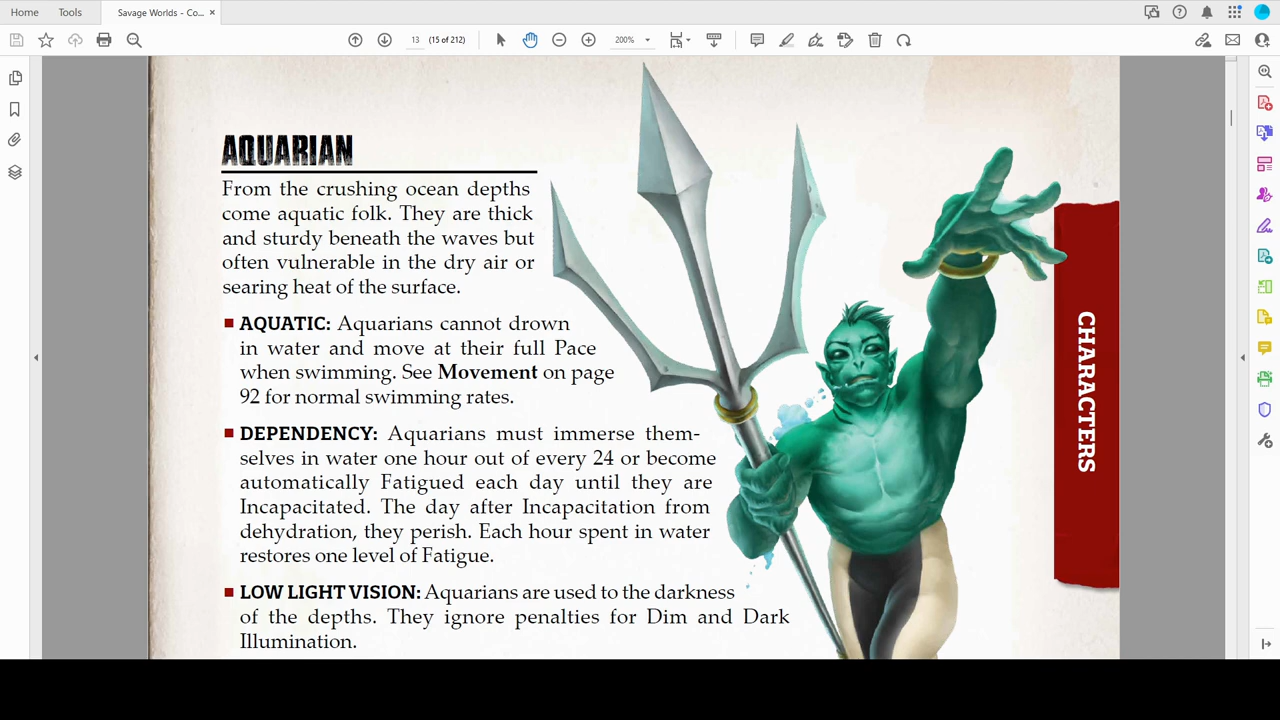 Home
Tools
Savage Worlds - Co...
13
(15 of 212)
200%
AQUARIAN
From the crushing ocean depths
come aquatic folk. They are thick
and sturdy beneath the waves but
often vulnerable in the dry air or
searing heat of the surface.
AQUATIC: Aquarians cannot drown
in water and move at their full Pace
when swimming. See Movement on page
92 for normal swimming rates.
DEPENDENCY: Aquarians must immerse them-
selves in water one hour out of every 24 or become
automatically Fatigued each day until they are
Incapacitated. The day after Incapacitation from
dehydration, they perish. Each hour spent in water
restores one level of Fatigue.
LOW LIGHT VISION: Aquarians are used to the darkness
of the depths. They ignore penalties for Dim and Dark
Illumination.
CHARACTERS